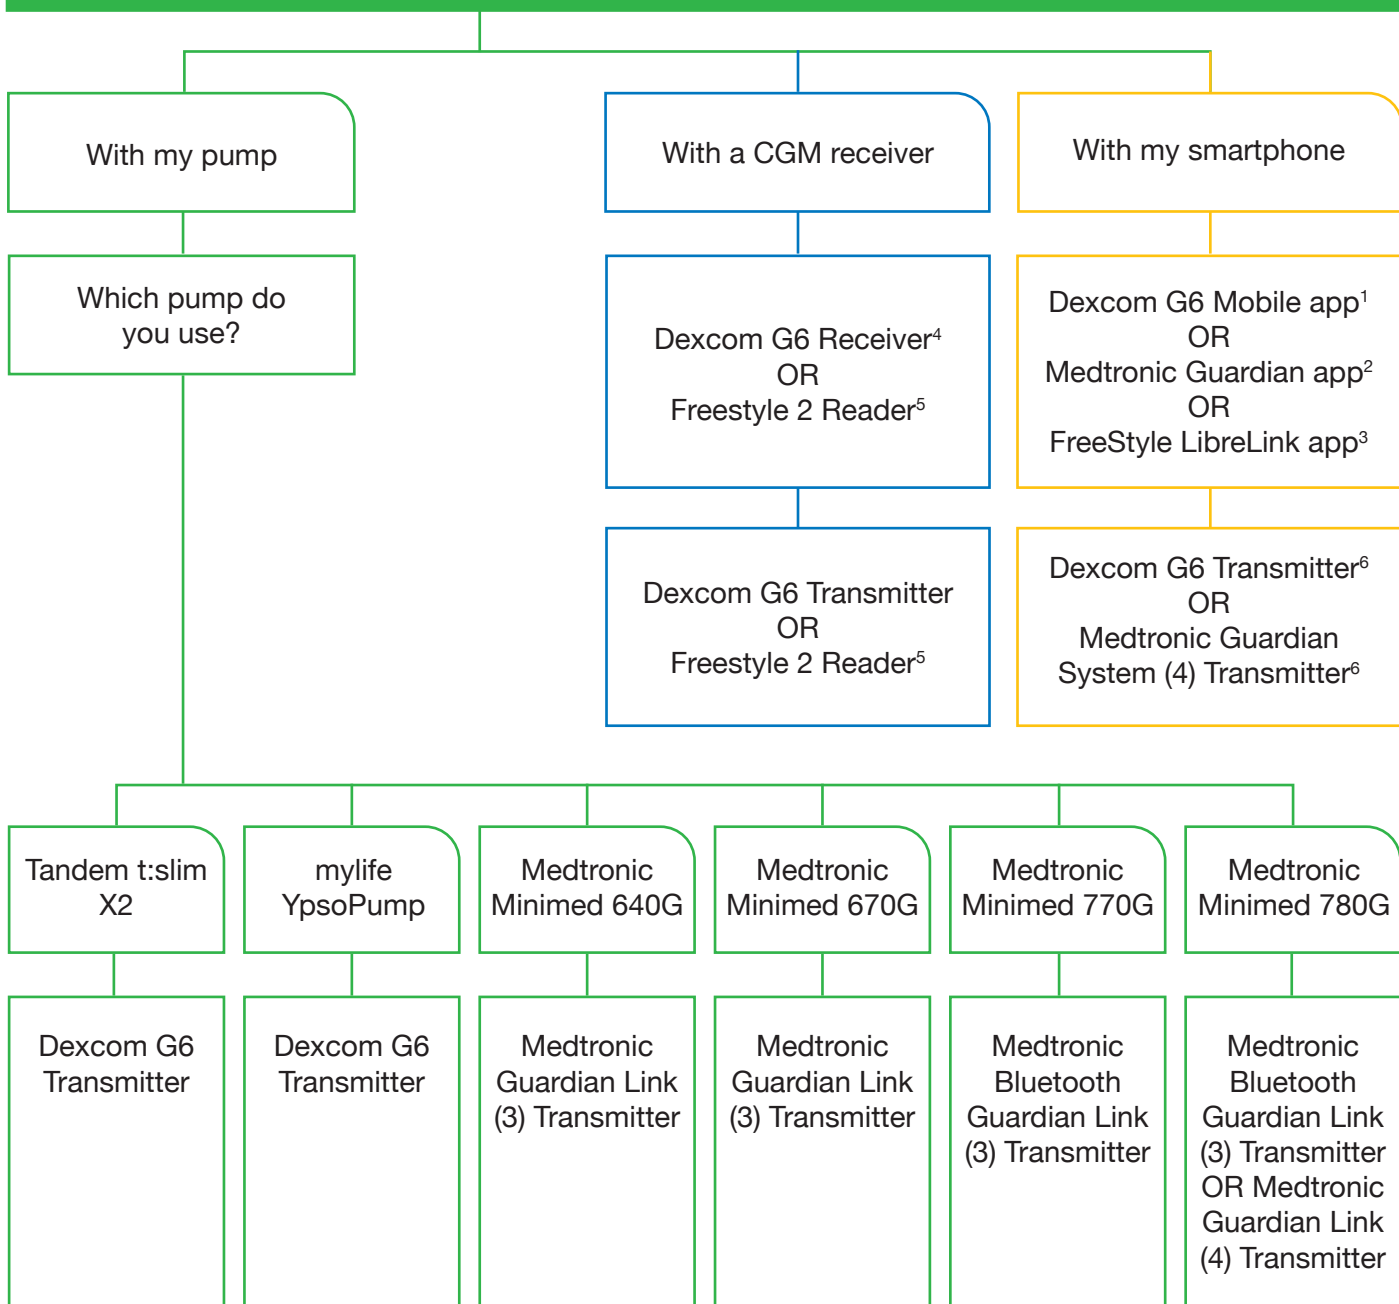 With my pump
With a CGM receiver
With my smartphone
Which pump do
you use?
Dexcom G6 Receiver⁴
OR
Freestyle 2 Reader⁵
Dexcom G6 Mobile app¹
OR
Medtronic Guardian app²
OR
FreeStyle LibreLink app³
Dexcom G6 Transmitter
OR
Freestyle 2 Reader⁵
Dexcom G6 Transmitter⁶
OR
Medtronic Guardian
System (4) Transmitter⁶
Tandem t:slim
X2
mylife
YpsoPump
Medtronic
Minimed 640G
Medtronic
Minimed 670G
Medtronic
Minimed 770G
Medtronic
Minimed 780G
Dexcom G6
Transmitter
Dexcom G6
Transmitter
Medtronic
Guardian Link
(3) Transmitter
Medtronic
Guardian Link
(3) Transmitter
Medtronic
Bluetooth
Guardian Link
(3) Transmitter
Medtronic
Bluetooth
Guardian Link
(3) Transmitter
OR Medtronic
Guardian Link
(4) Transmitter